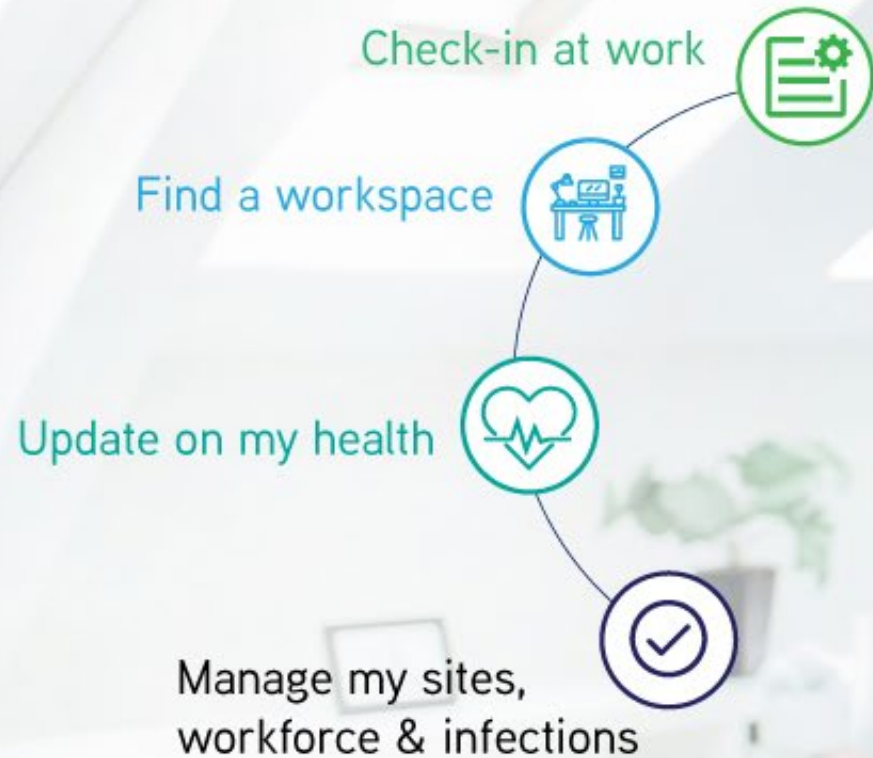 Check-in at work
Find a workspace
Update on my health
Manage my sites,
workforce & infections